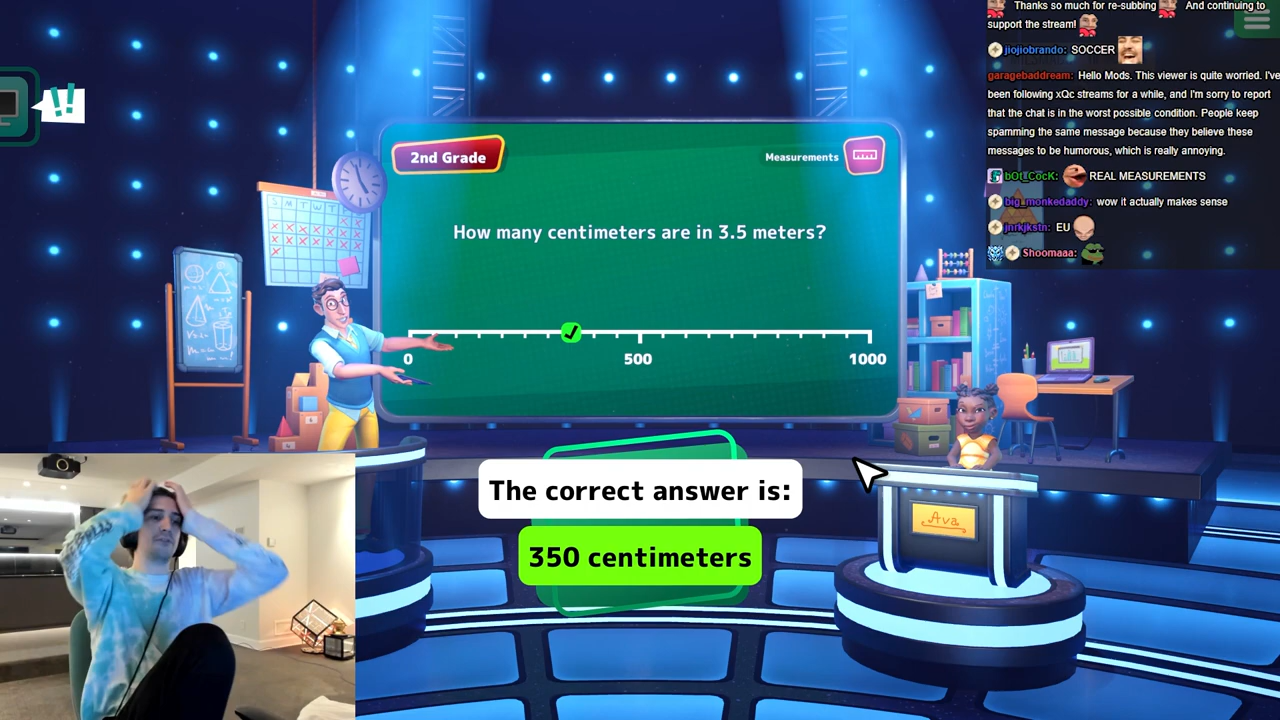 Thanks so much for re-subbing And continuing to
support the stream!
jiojiobrando: SOCCER
garagebaddream: Hello Mods. This viewer is quite worried. I've
been following xQc streams for a while, and I'm sorry to report
that the chat is in the worst possible condition. People keep
spamming the same message because they believe these
messages to be humorous, which is really annoying.
bOt_CocK: REAL MEASUREMENTS
big_monkedaddy: wow it actually makes sense
jnrkjkstn: EU
Shoomaaa:
!!
2nd Grade
Measurements
S M T W T F S
How many centimeters are in 3.5 meters?
0 500 1000
Ava
The correct answer is:
350 centimeters